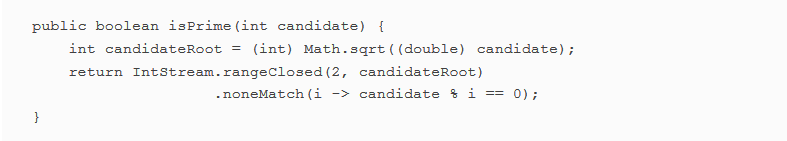 public boolean isPrime(int candidate) {
    int candidateRoot = (int) Math.sqrt((double) candidate);
    return IntStream.rangeClosed(2, candidateRoot)
                    .noneMatch(i -> candidate % i == 0);
}